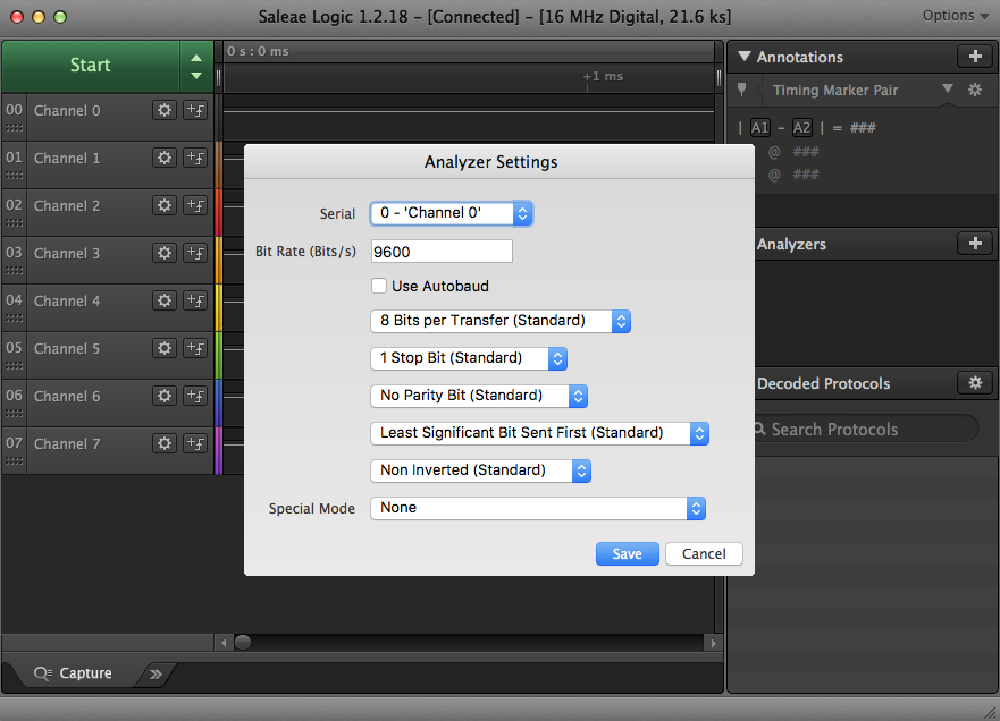 Saleae Logic 1.2.18 – [Connected] – [16 MHz Digital, 21.6 ks]
Options
Start
0 s : 0 ms
+1 ms
00 Channel 0
01 Channel 1
02 Channel 2
03 Channel 3
04 Channel 4
05 Channel 5
06 Channel 6
07 Channel 7
Analyzer Settings
Serial 0 - 'Channel 0'
Bit Rate (Bits/s) 9600
Use Autobaud
8 Bits per Transfer (Standard)
1 Stop Bit (Standard)
No Parity Bit (Standard)
Least Significant Bit Sent First (Standard)
Non Inverted (Standard)
Special Mode None
Save Cancel
Annotations
Timing Marker Pair
| A1 - A2 | = ###
@ ###
@ ###
Analyzers
Decoded Protocols
Search Protocols
Capture